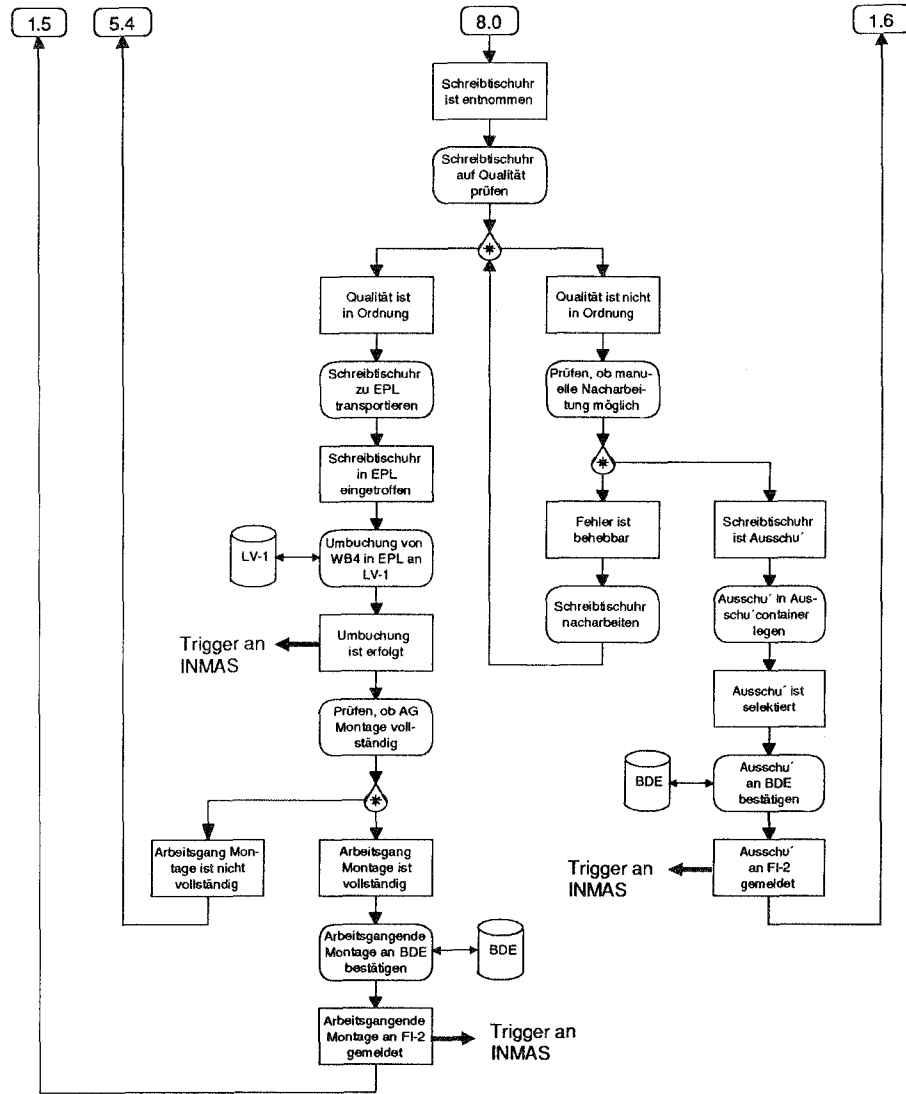 1.5
5.4
8.0
1.6
Schreibtischuhr
ist entnommen
Schreibtischuhr
auf Qualität
prüfen
*
Qualität ist
in Ordnung
Qualität ist nicht
in Ordnung
Schreibtischuhr
zu EPL
transportieren
Prüfen, ob manu-
elle Nacharbei-
tung möglich
*
Schreibtischuhr
in EPL
eingetroffen
Fehler ist
behebbar
Schreibtischuhr
ist Ausschu´
LV-1
Umbuchung von
WB4 in EPL an
LV-1
Schreibtischuhr
nacharbeiten
Ausschu´ in Aus-
schu´container
legen
Trigger an
INMAS
Umbuchung
ist erfolgt
Ausschu´ ist
selektiert
Prüfen, ob AG
Montage voll-
ständig
BDE
Ausschu´
an BDE
bestätigen
*
Arbeitsgang Mon-
tage ist nicht
vollständig
Arbeitsgang
Montage ist
vollständig
Trigger an
INMAS
Ausschu´
an FI-2
gemeldet
Arbeitsgangende
Montage an BDE
bestätigen
BDE
Arbeitsgangende
Montage an FI-2
gemeldet
Trigger an
INMAS